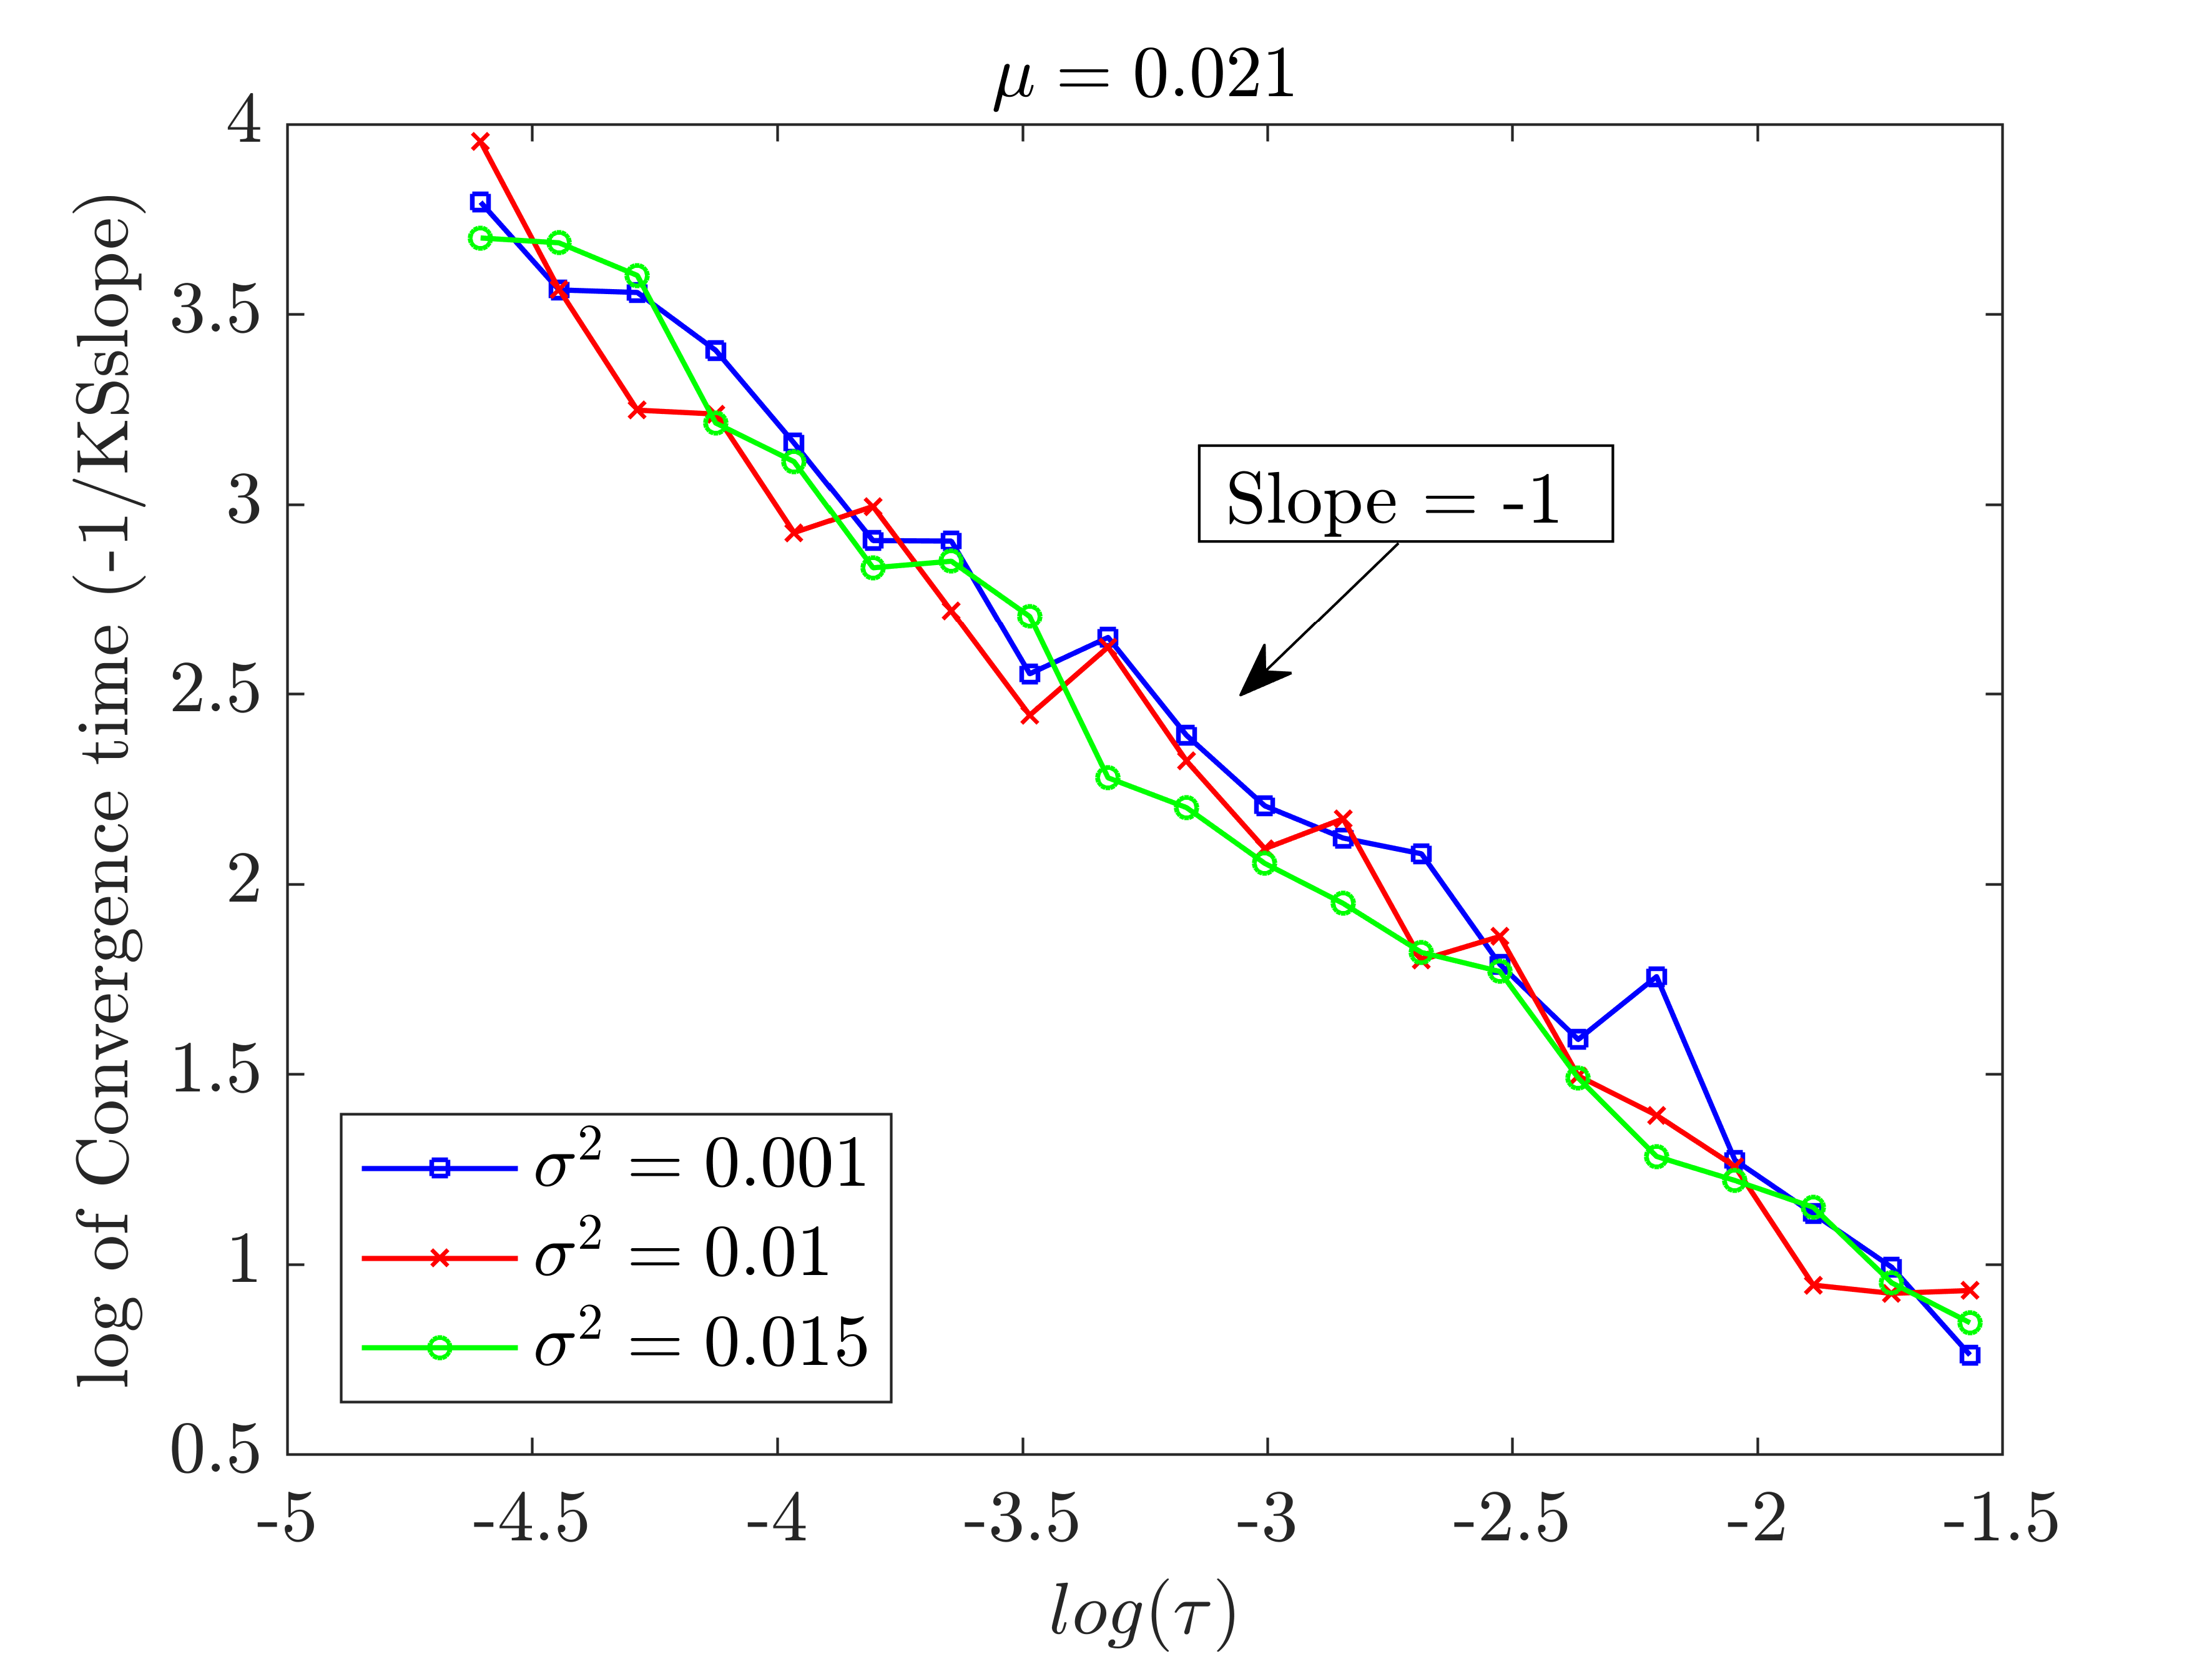 μ = 0.021
log of Convergence time (-1/KSslope)
4
3.5
3
2.5
2
1.5
1
0.5
Slope = -1
σ² = 0.001
σ² = 0.01
σ² = 0.015
-5 -4.5 -4 -3.5 -3 -2.5 -2 -1.5
log(τ)